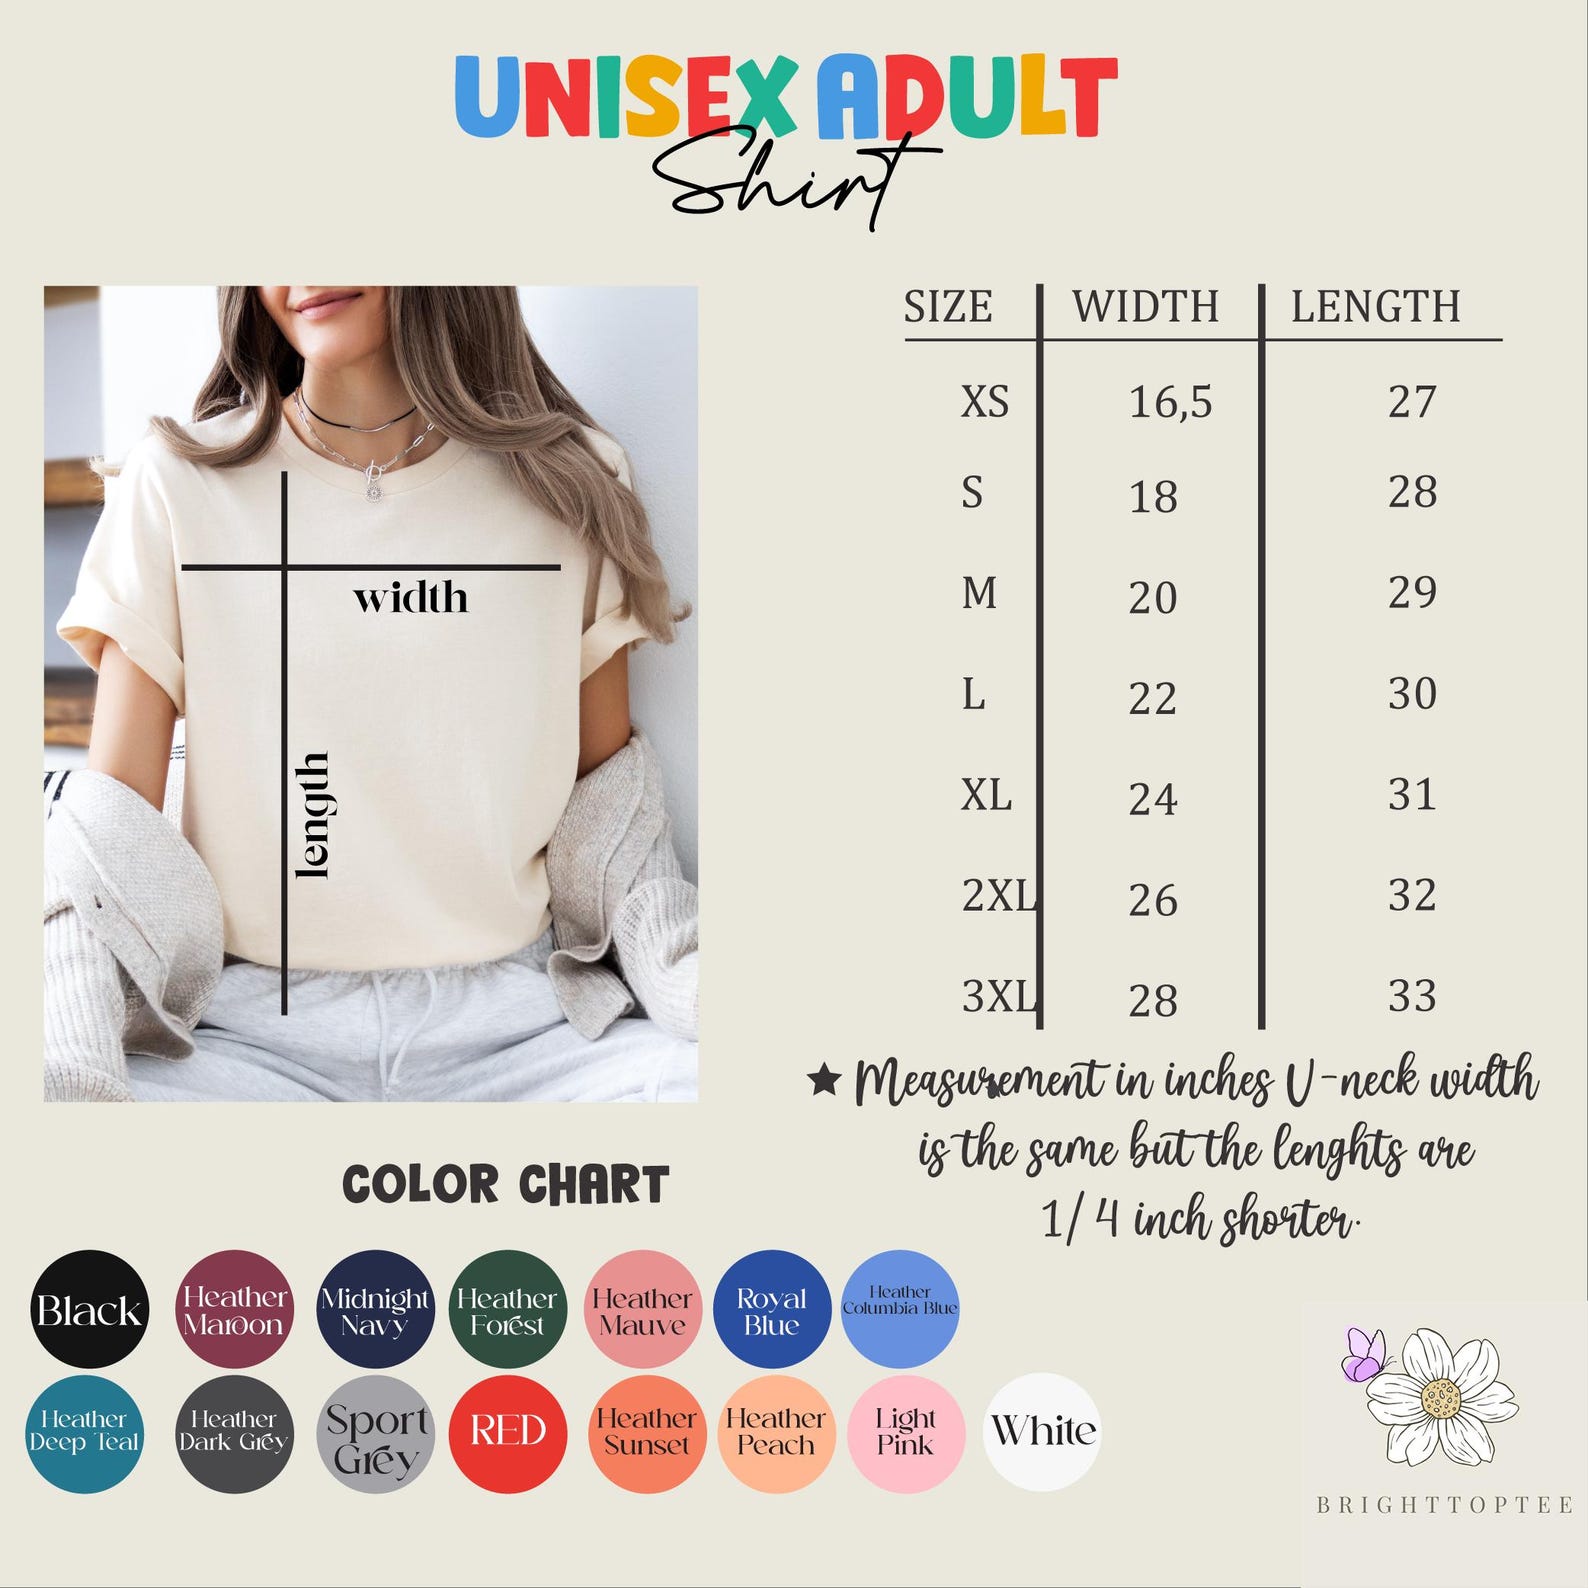 UNISEX ADULT
Shirt
width
length
SIZE WIDTH LENGTH
XS 16,5 27
S 18 28
M 20 29
L 22 30
XL 24 31
2XL 26 32
3XL 28 33
★ Measurement in inches V-neck width
is the same but the lenghts are
1/4 inch shorter.
COLOR CHART
Black
Heather
Maroon
Midnight
Navy
Heather
Forest
Heather
Mauve
Royal
Blue
Heather
Columbia Blue
Heather
Deep Teal
Heather
Dark Grey
Sport
Grey
RED
Heather
Sunset
Heather
Peach
Light
Pink
White
BRIGHTTOPTEE